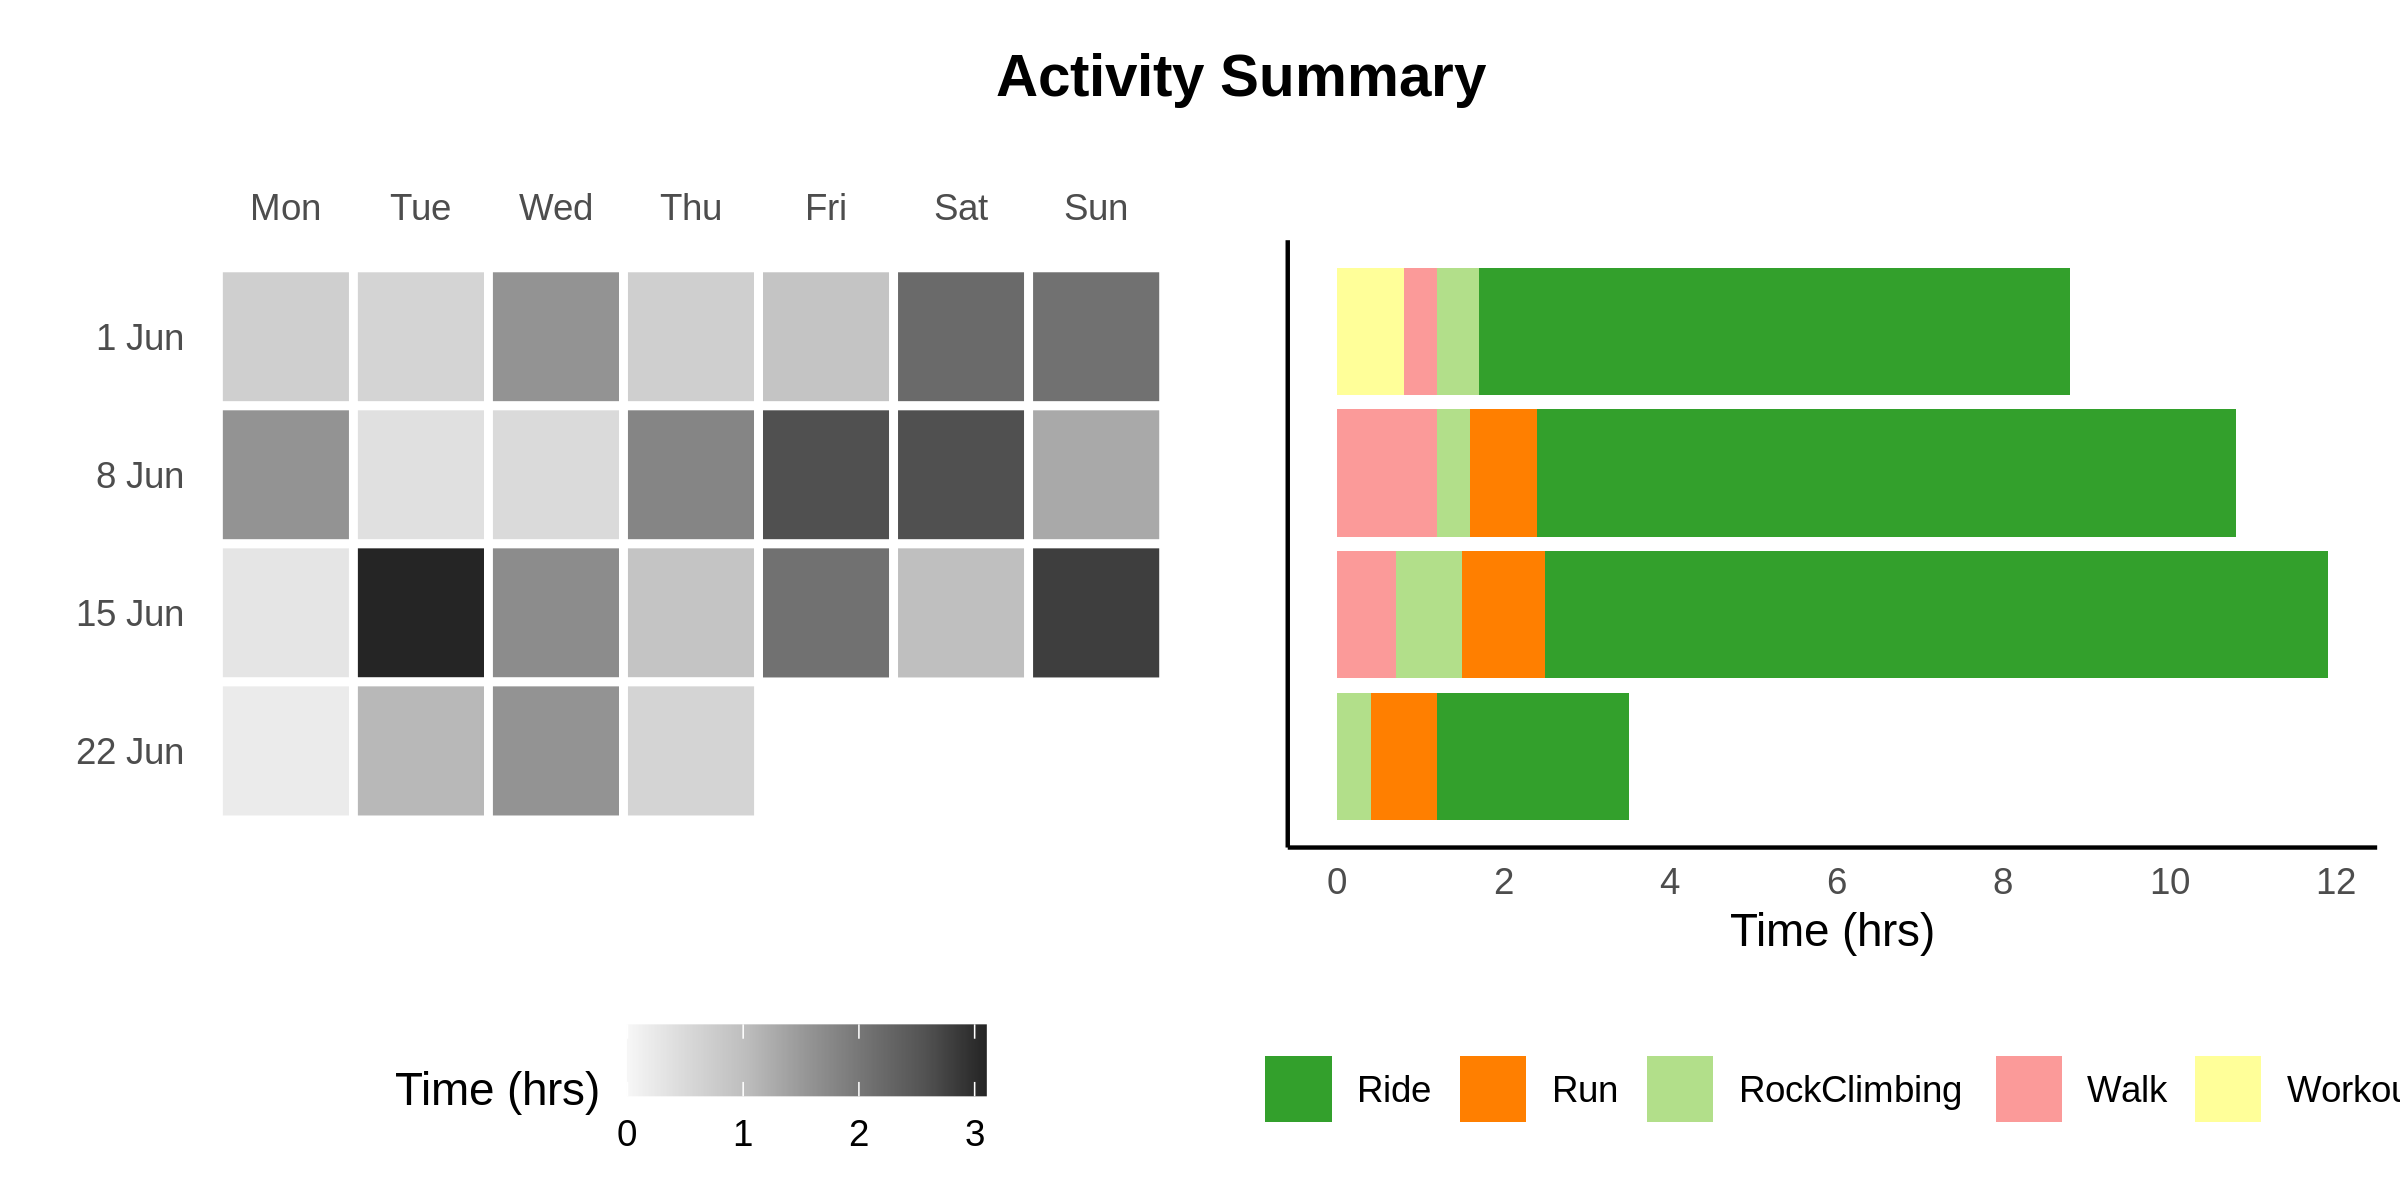 Activity Summary
Mon Tue Wed Thu Fri Sat Sun
1 Jun
8 Jun
15 Jun
22 Jun
0 2 4 6 8 10 12
Time (hrs)
Time (hrs)
0 1 2 3
Ride Run RockClimbing Walk Workou